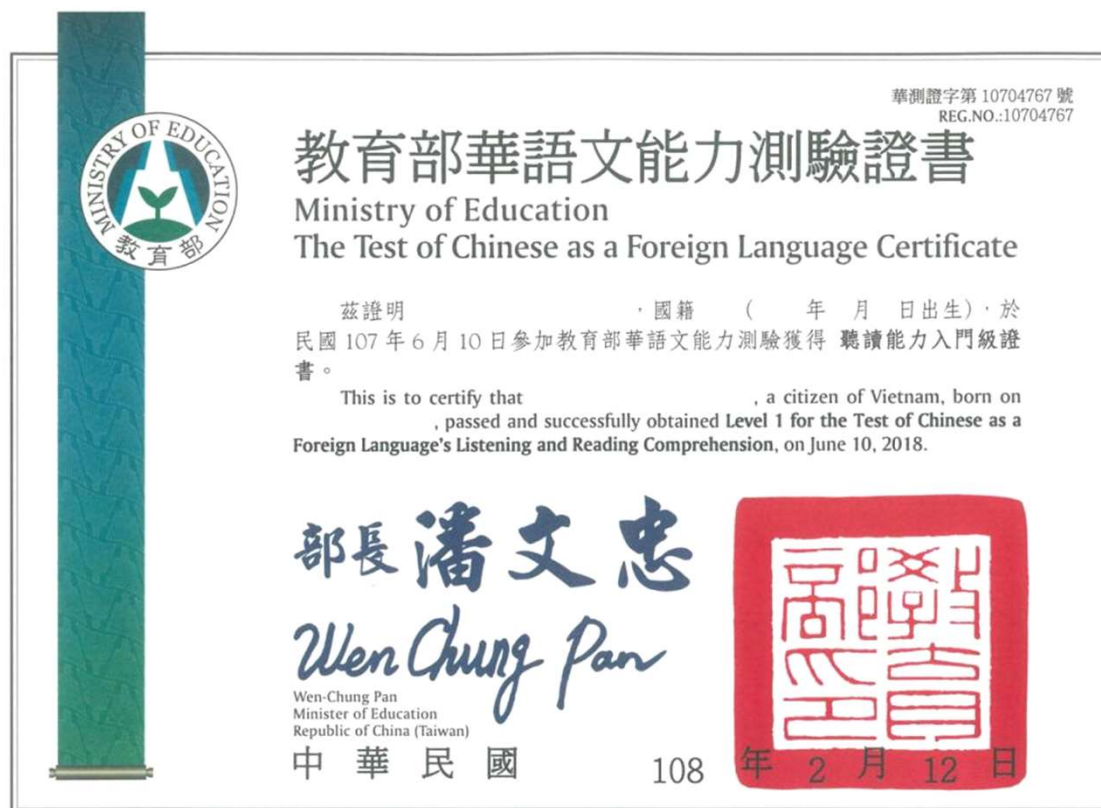 華測證字第 10704767 號
REG.NO.:10704767
MINISTRY OF EDUCATION
教育部
教育部華語文能力測驗證書
Ministry of Education
The Test of Chinese as a Foreign Language Certificate
茲證明 ，國籍 ( 年 月 日出生)，於
民國 107 年 6 月 10 日參加教育部華語文能力測驗獲得 聽讀能力入門級證
書。
This is to certify that , a citizen of Vietnam, born on
, passed and successfully obtained Level 1 for the Test of Chinese as a
Foreign Language's Listening and Reading Comprehension, on June 10, 2018.
部長 潘文忠
Wen Chung Pan
Wen-Chung Pan
Minister of Education
Republic of China (Taiwan)
教育部印
中華民國 108 年 2 月 12 日